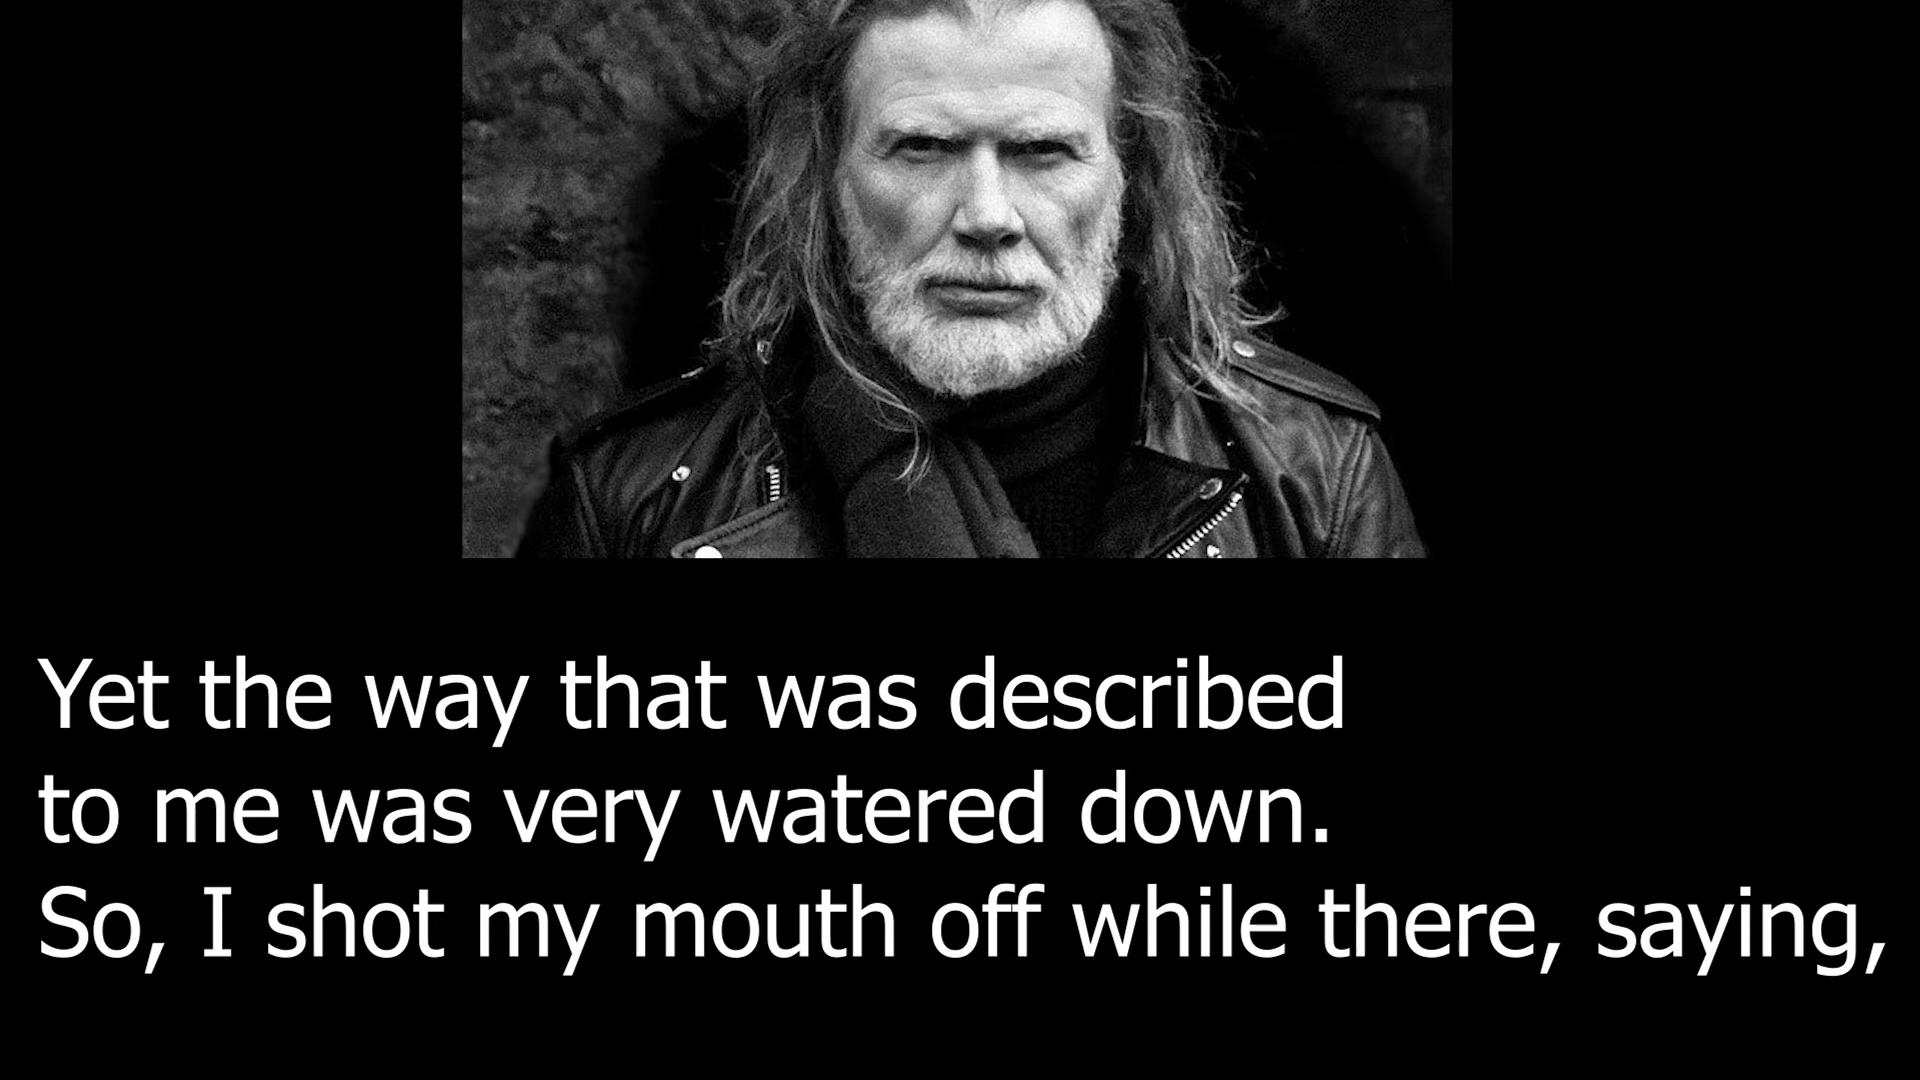 Yet the way that was described
to me was very watered down.
So, I shot my mouth off while there, saying,